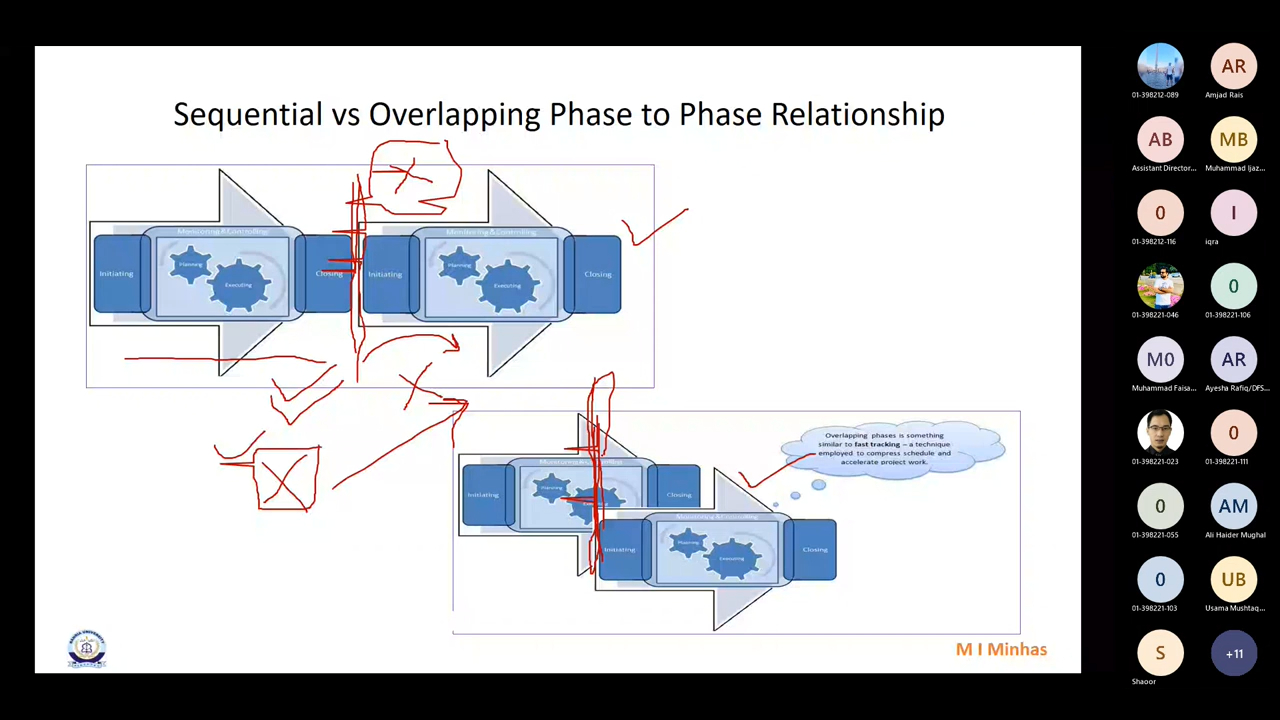 Sequential vs Overlapping Phase to Phase Relationship
Monitoring & Controlling
Initiating
Planning
Executing
Closing
Monitoring & Controlling
Initiating
Planning
Executing
Closing
Overlapping phases is something
similar to fast tracking – a technique
employed to compress schedule and
accelerate project work.
Monitoring & Controlling
Initiating
Planning
Executing
Closing
Monitoring & Controlling
Initiating
Planning
Executing
Closing
M I Minhas
01-398212-089
AR
Amjad Rais
AB
Assistant Director...
MB
Muhammad Ijaz...
0
01-398212-116
I
iqra
01-398221-046
0
01-398221-106
M0
Muhammad Faisa...
AR
Ayesha Rafiq/DFS...
01-398221-023
0
01-398221-111
0
01-398221-055
AM
Ali Haider Mughal
0
01-398221-103
UB
Usama Mushtaq...
S
Shaoor
+11